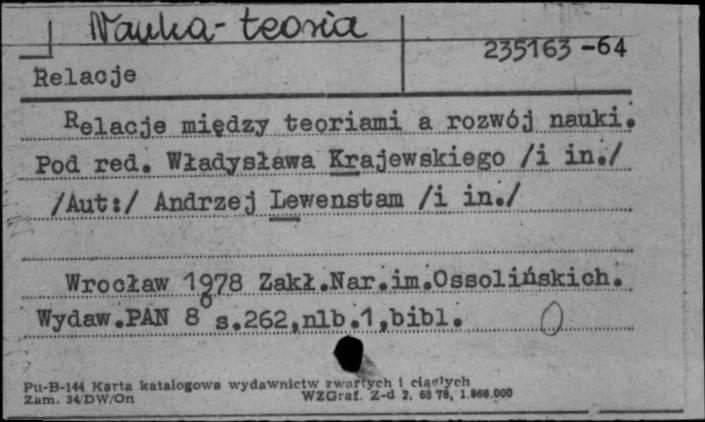 Nauka-teoria
235163-64
Relacje
Relacje między teoriami a rozwój nauki.
Pod red. Władysława Krajewskiego /i in./
/Aut:/ Andrzej Lewenstam /i in./
Wrocław 1978 Zakł.Nar.im.Ossolińskich.
Wydaw.PAN 8° s.262,nlb.1,bibl.
Pu-B-144 Karta katalogowa wydawnictw zwartych i ciągłych
Zam. 34/DW/On WZGraf. Z-d 2, 63 78, 1.866.000